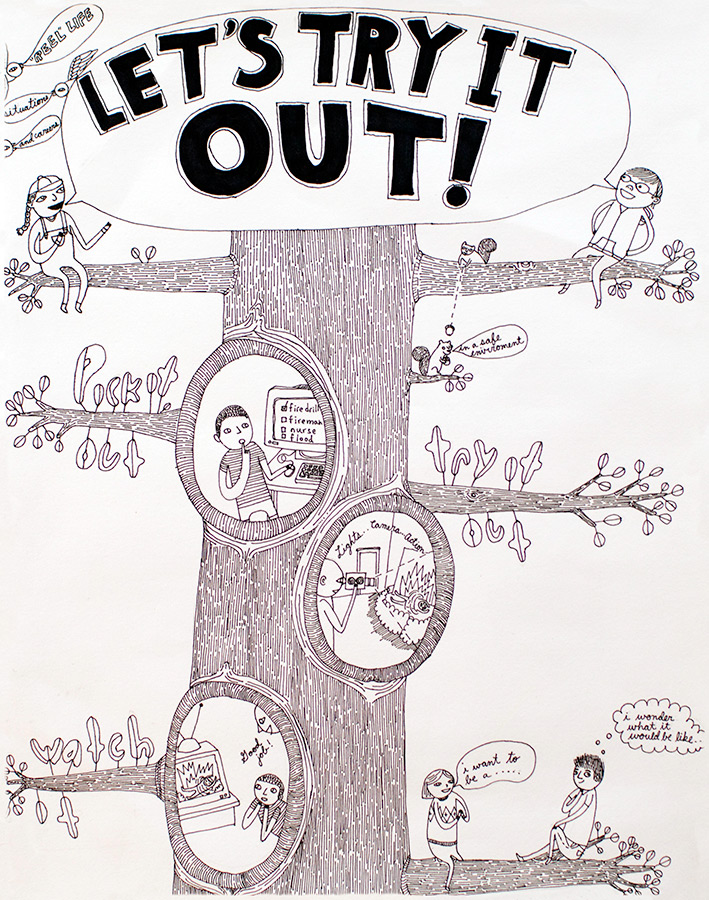 "REEL" LIFE
situations
and careers
LET'S TRY IT
OUT!
in a safe
enviroment
Pick it
out
fire drill
fireman
nurse
flood
try it
out
Lights.. Camera.. Action
watch
it
Good
job!
i want to
be a .....
i wonder
what it
would be like..